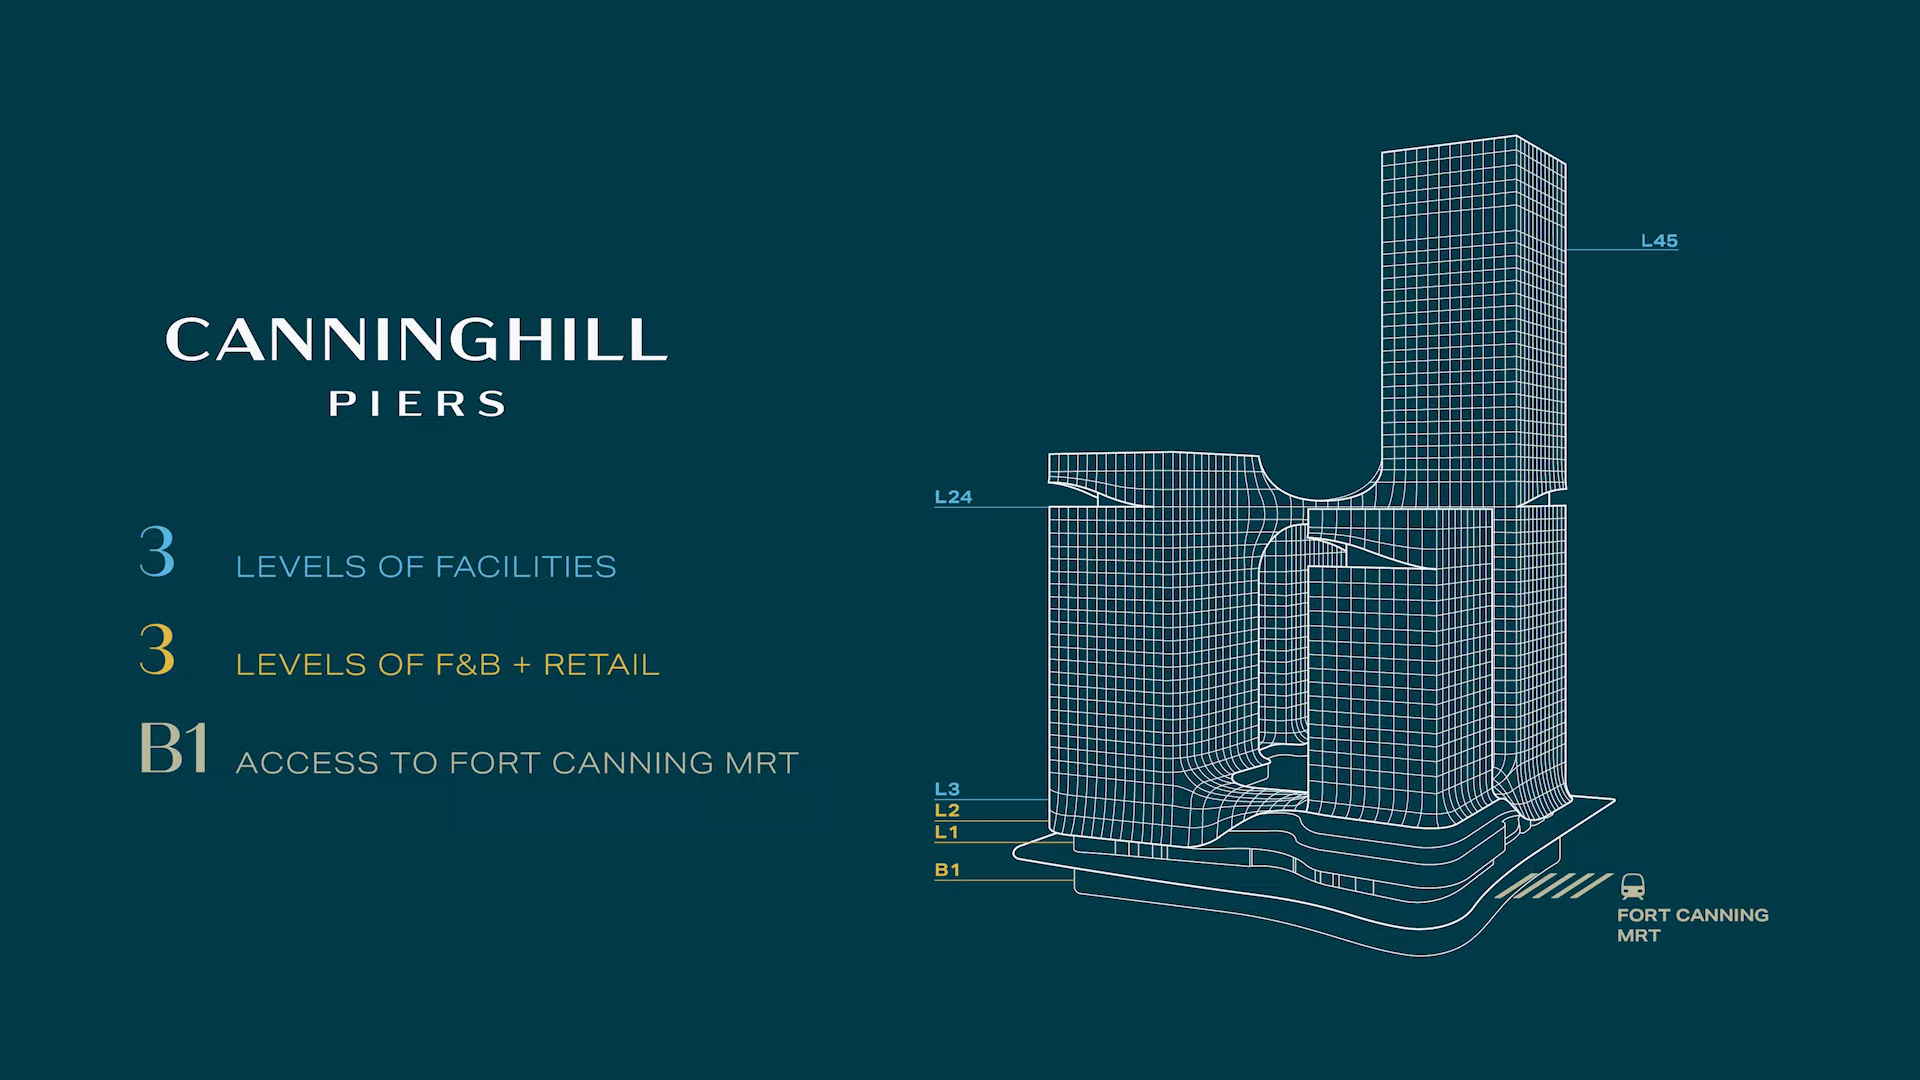 CANNINGHILL
PIERS
3 LEVELS OF FACILITIES
3 LEVELS OF F&B + RETAIL
B1 ACCESS TO FORT CANNING MRT
L45
L24
L3
L2
L1
B1
FORT CANNING
MRT